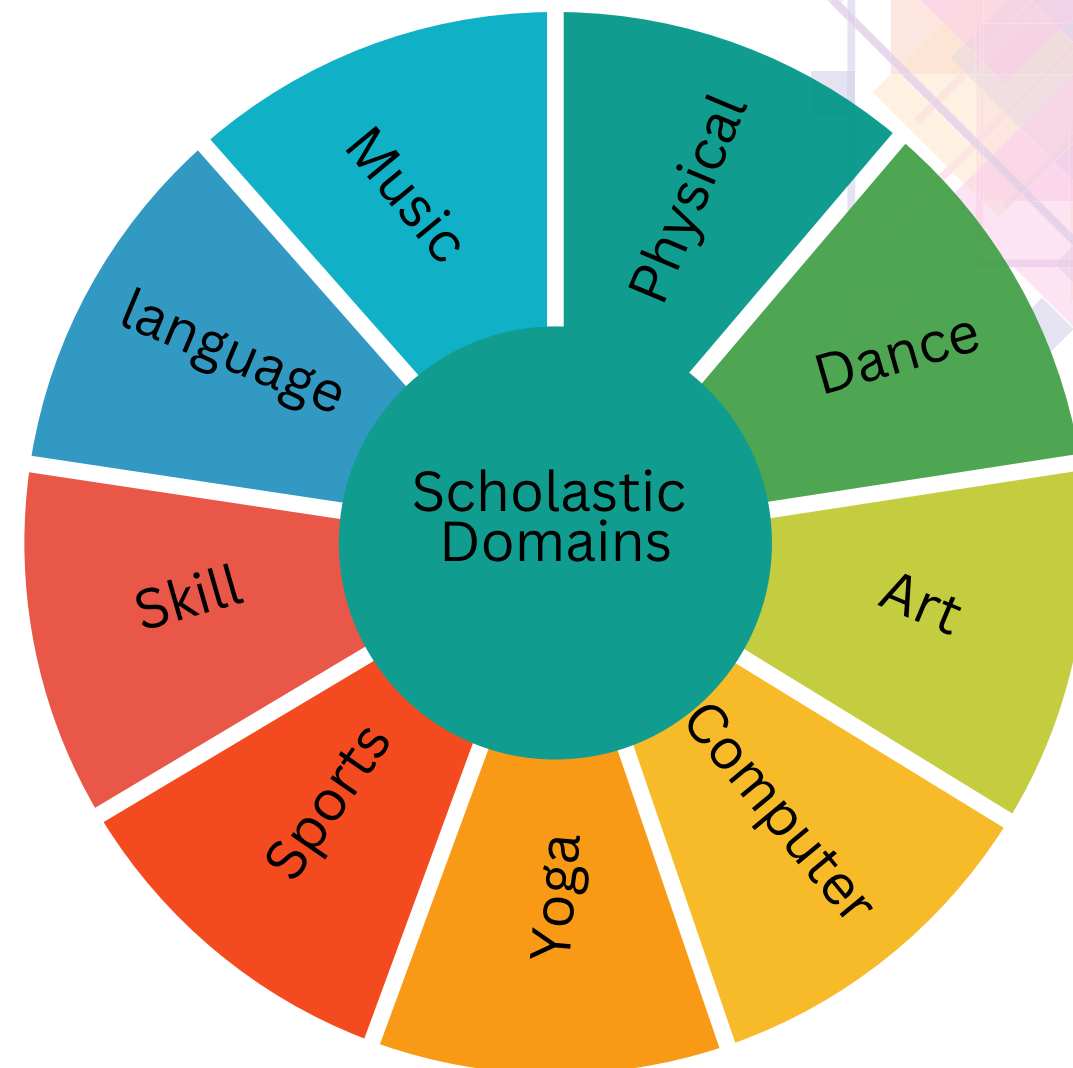 Scholastic
Domains
Physical
Dance
Art
Computer
Yoga
Sports
Skill
language
Music